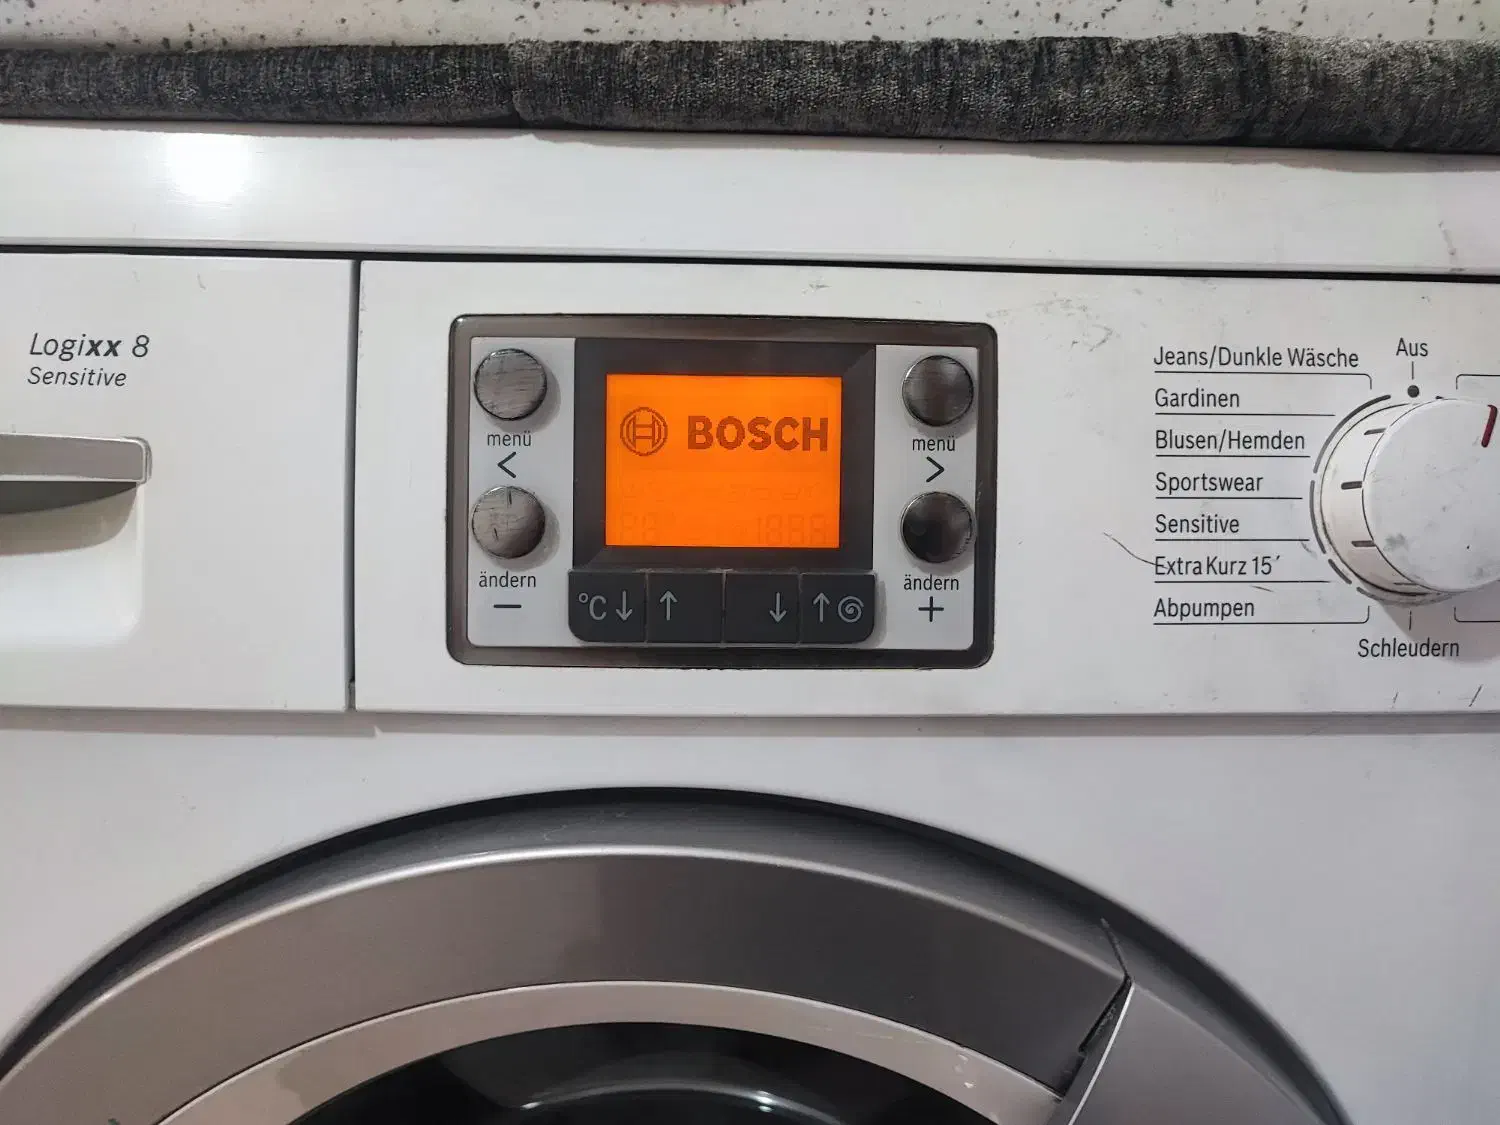 Logixx 8
Sensitive
menü
<
ändern
−
BOSCH
°C ↓ ↑ ↓ ↑
menü
>
ändern
+
Jeans/Dunkle Wäsche
Gardinen
Blusen/Hemden
Sportswear
Sensitive
Extra Kurz 15′
Abpumpen
Aus
Schleudern